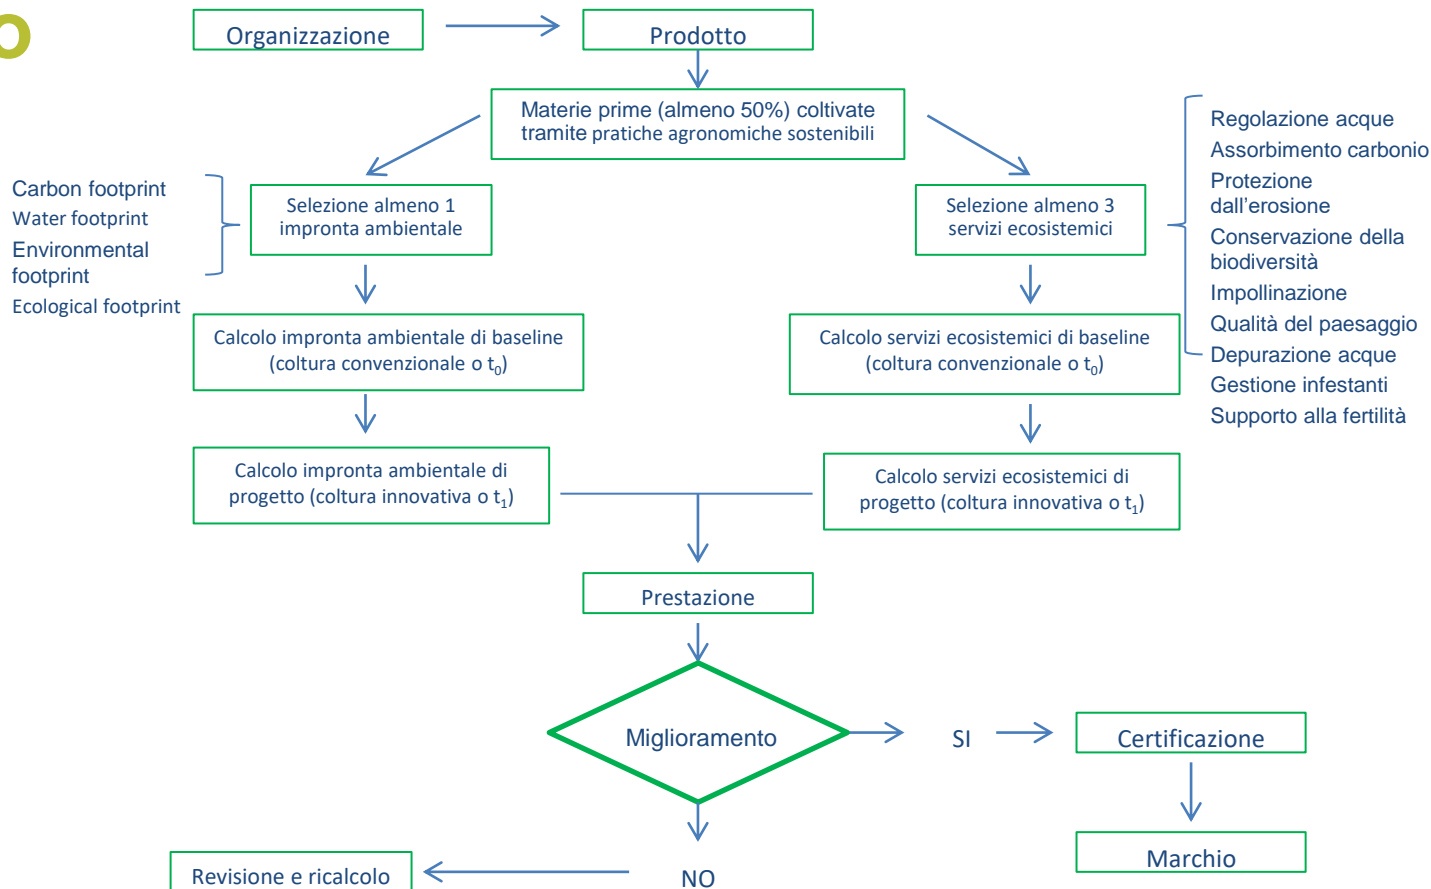 Organizzazione
Prodotto
Materie prime (almeno 50%) coltivate
tramite pratiche agronomiche sostenibili
Carbon footprint
Water footprint
Environmental
footprint
Ecological footprint
Selezione almeno 1
impronta ambientale
Selezione almeno 3
servizi ecosistemici
Regolazione acque
Assorbimento carbonio
Protezione
dall'erosione
Conservazione della
biodiversità
Impollinazione
Qualità del paesaggio
Depurazione acque
Gestione infestanti
Supporto alla fertilità
Calcolo impronta ambientale di baseline
(coltura convenzionale o t₀)
Calcolo servizi ecosistemici di baseline
(coltura convenzionale o t₀)
Calcolo impronta ambientale di
progetto (coltura innovativa o t₁)
Calcolo servizi ecosistemici di
progetto (coltura innovativa o t₁)
Prestazione
Miglioramento
SI
Certificazione
Marchio
NO
Revisione e ricalcolo